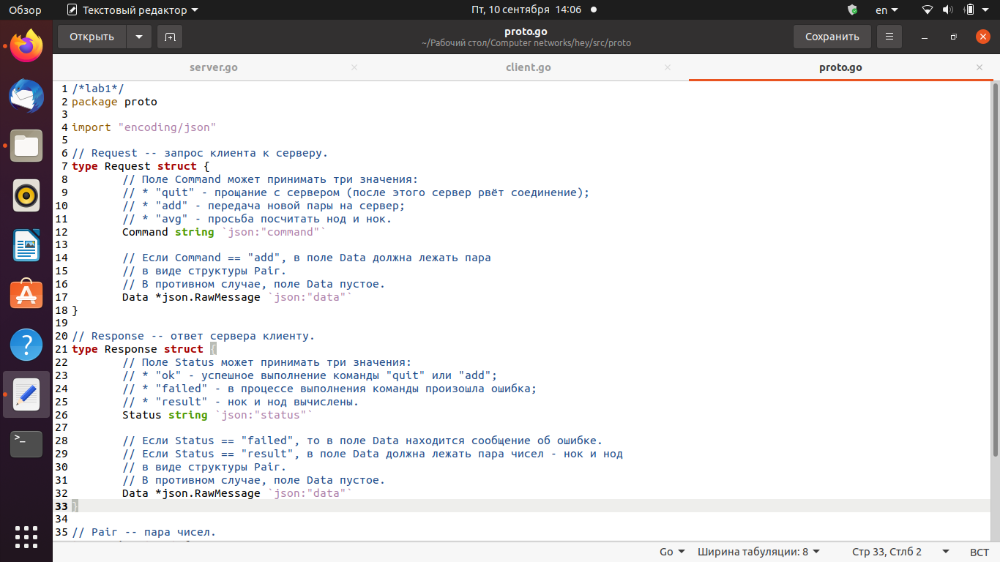 Обзор
Текстовый редактор
Пт, 10 сентября 14:06
en
Открыть
proto.go
~/Рабочий стол/Computer networks/hey/src/proto
Сохранить
server.go
client.go
proto.go
1 /*lab1*/
2 package proto
3
4 import "encoding/json"
5
6 // Request -- запрос клиента к серверу.
7 type Request struct {
8         // Поле Command может принимать три значения:
9         // * "quit" - прощание с сервером (после этого сервер рвёт соединение);
10         // * "add" - передача новой пары на сервер;
11         // * "avg" - просьба посчитать нод и нок.
12         Command string `json:"command"`
13
14         // Если Command == "add", в поле Data должна лежать пара
15         // в виде структуры Pair.
16         // В противном случае, поле Data пустое.
17         Data *json.RawMessage `json:"data"`
18 }
19
20 // Response -- ответ сервера клиенту.
21 type Response struct {
22         // Поле Status может принимать три значения:
23         // * "ok" - успешное выполнение команды "quit" или "add";
24         // * "failed" - в процессе выполнения команды произошла ошибка;
25         // * "result" - нок и нод вычислены.
26         Status string `json:"status"`
27
28         // Если Status == "failed", то в поле Data находится сообщение об ошибке.
29         // Если Status == "result", в поле Data должна лежать пара чисел - нок и нод
30         // в виде структуры Pair.
31         // В противном случае, поле Data пустое.
32         Data *json.RawMessage `json:"data"`
33 }
34
35 // Pair -- пара чисел.
Go
Ширина табуляции: 8
Стр 33, Стлб 2
ВСТ